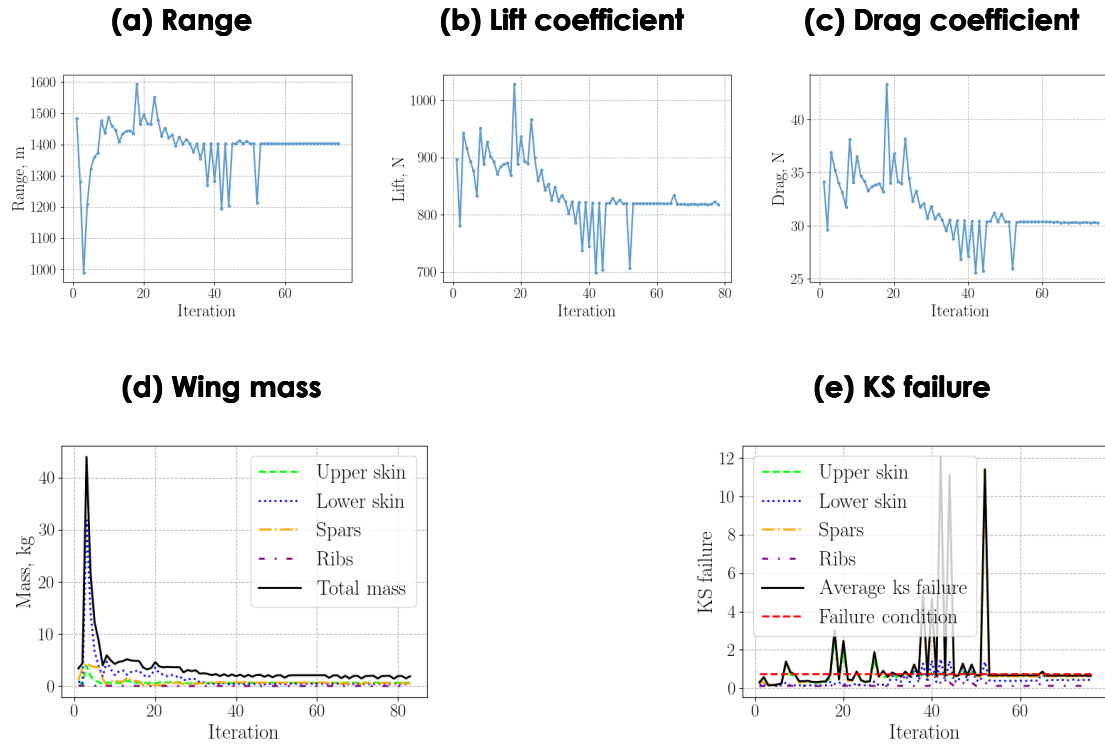 (a) Range
(b) Lift coefficient
(c) Drag coefficient
1600
1500
1400
1300
1200
1100
1000
Range, m
0
20
40
60
Iteration
1000
900
800
700
Lift, N
0
20
40
60
80
Iteration
40
35
30
25
Drag, N
0
20
40
60
Iteration
(d) Wing mass
(e) KS failure
40
30
20
10
0
Mass, kg
0
20
40
60
80
Iteration
Upper skin
Lower skin
Spars
Ribs
Total mass
12
10
8
6
4
2
0
KS failure
0
20
40
60
Iteration
Upper skin
Lower skin
Spars
Ribs
Average ks failure
Failure condition